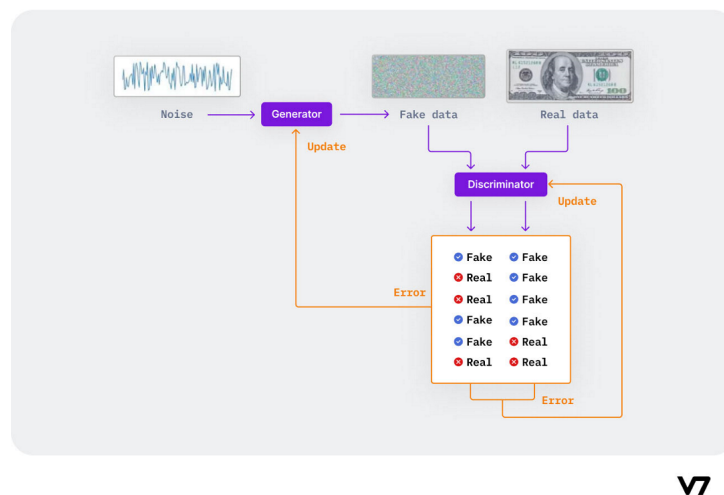 Noise
Generator
Fake data
Real data
Update
Discriminator
Update
Fake Fake
Real Fake
Real Fake
Fake Fake
Fake Real
Real Real
Error
Error
100
V7